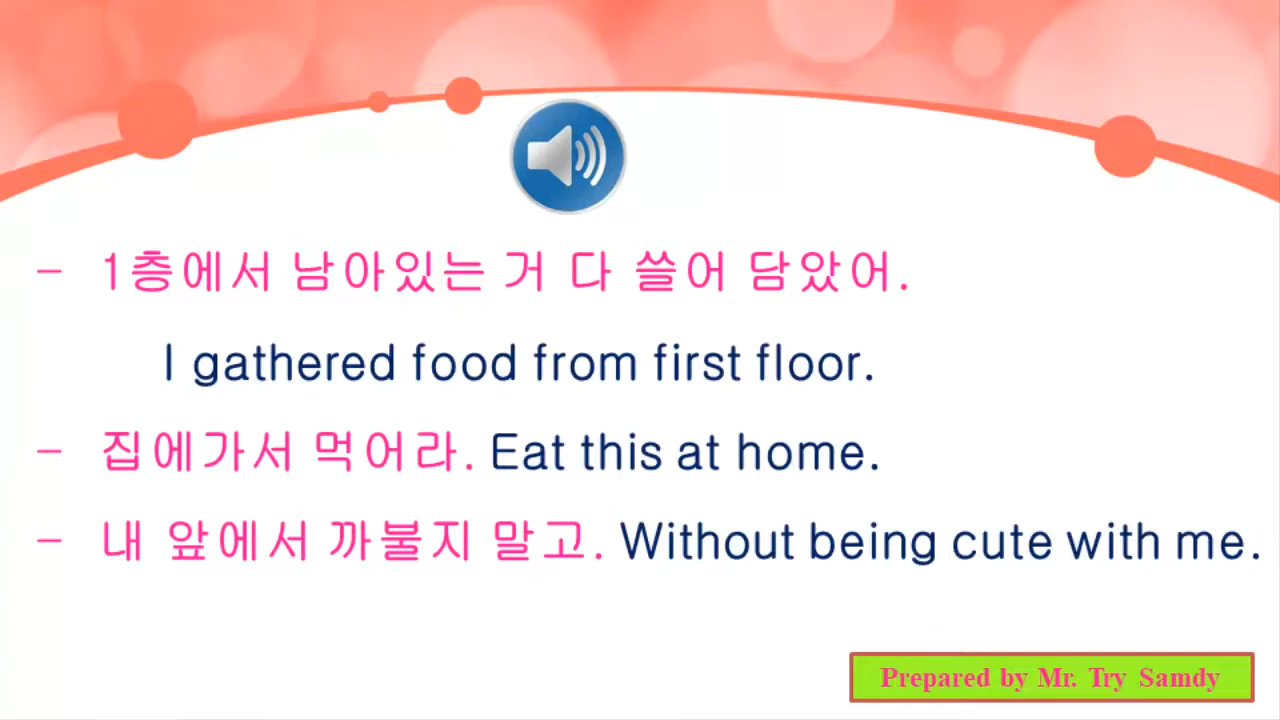 - 1층에서 남아있는 거 다 쓸어 담았어.
I gathered food from first floor.
- 집에가서 먹어라. Eat this at home.
- 내 앞에서 까불지 말고. Without being cute with me.
Prepared by Mr. Try Samdy